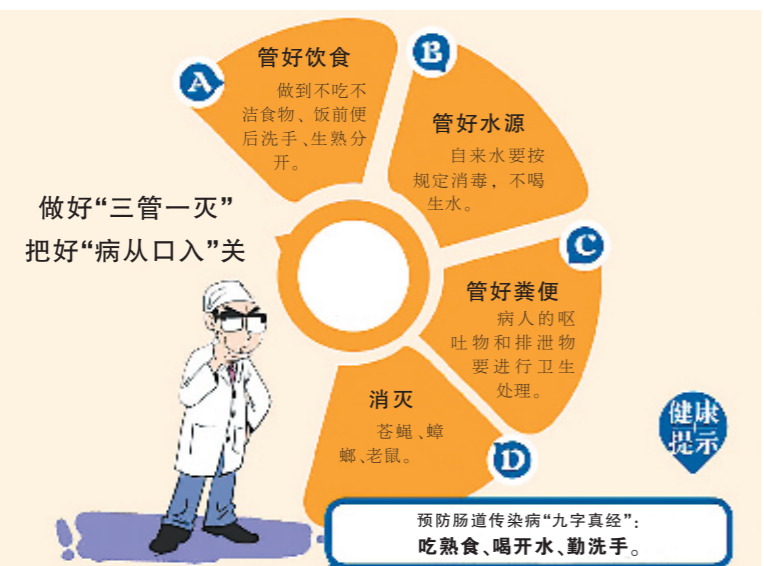 做好“三管一灭”
把好“病从口入”关
A
管好饮食
做到不吃不
洁食物、饭前便
后洗手、生熟分
开。
B
管好水源
自来水要按
规定消毒，不喝
生水。
C
管好粪便
病人的呕
吐物和排泄物
要进行卫生
处理。
D
消灭
苍蝇、蟑
螂、老鼠。
健康
提示
预防肠道传染病“九字真经”：
吃熟食、喝开水、勤洗手。